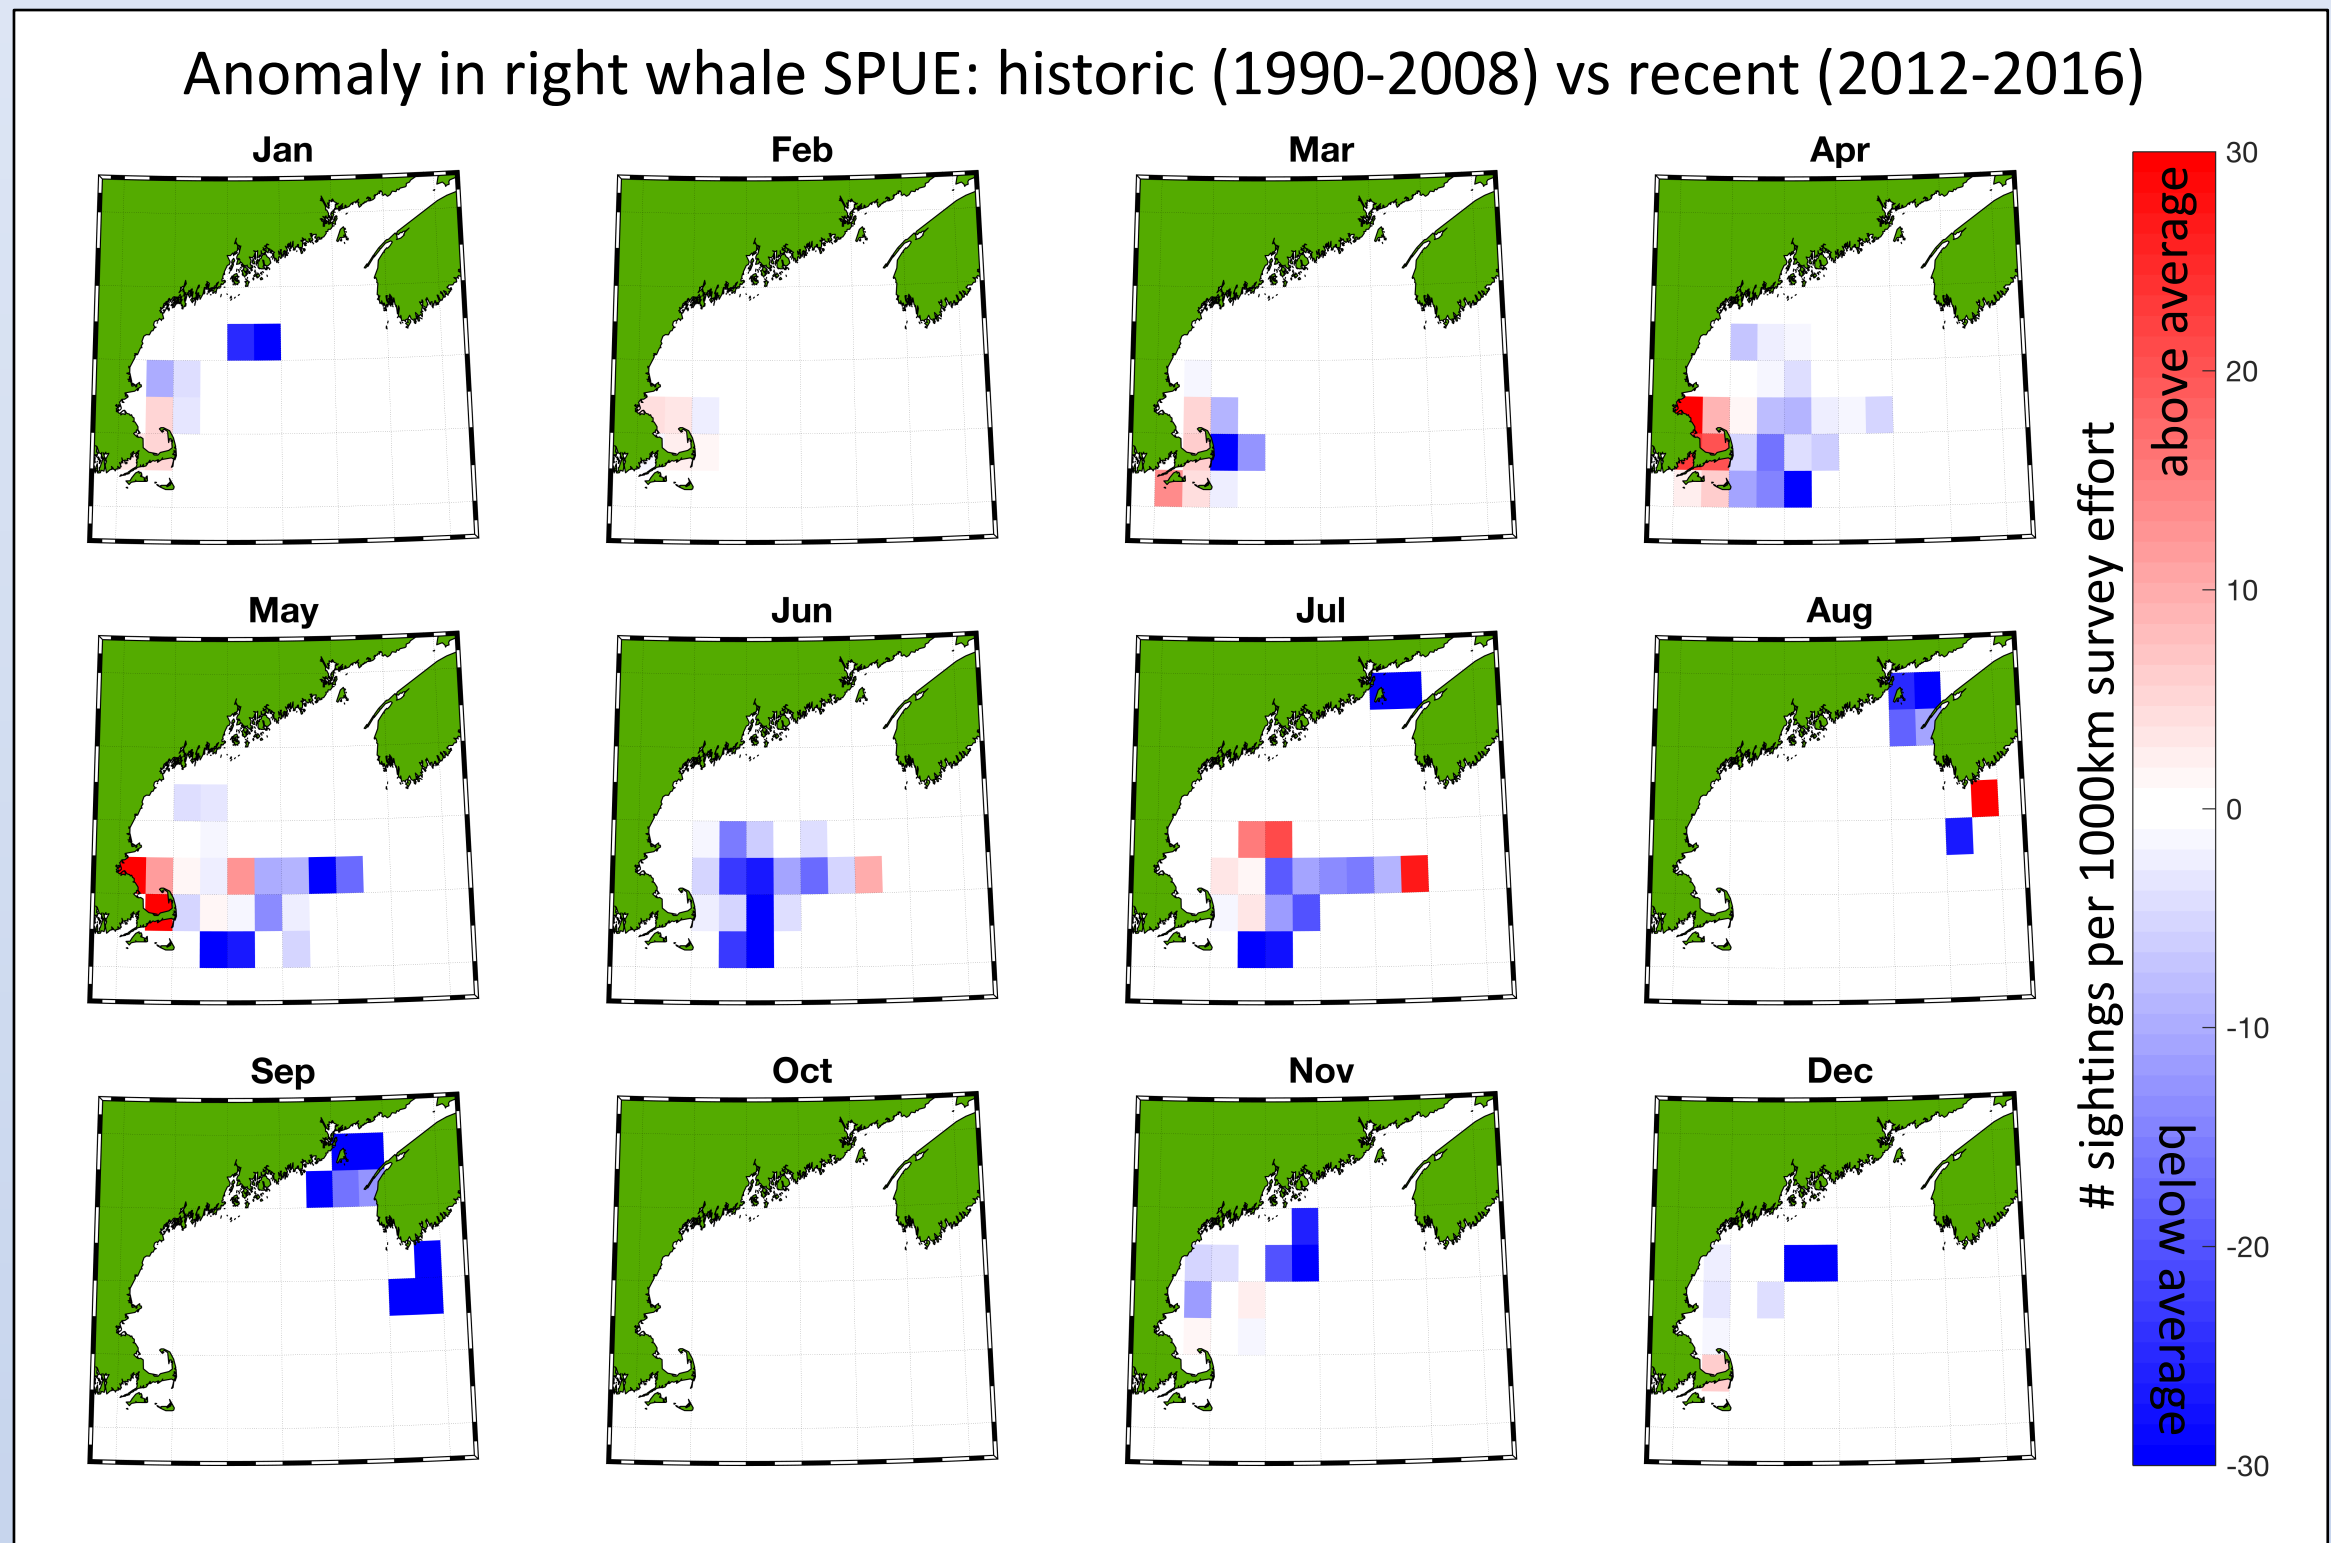 Anomaly in right whale SPUE: historic (1990-2008) vs recent (2012-2016)
Jan
Feb
Mar
Apr
May
Jun
Jul
Aug
Sep
Oct
Nov
Dec
# sightings per 1000km survey effort
above average
below average
30
20
10
0
-10
-20
-30